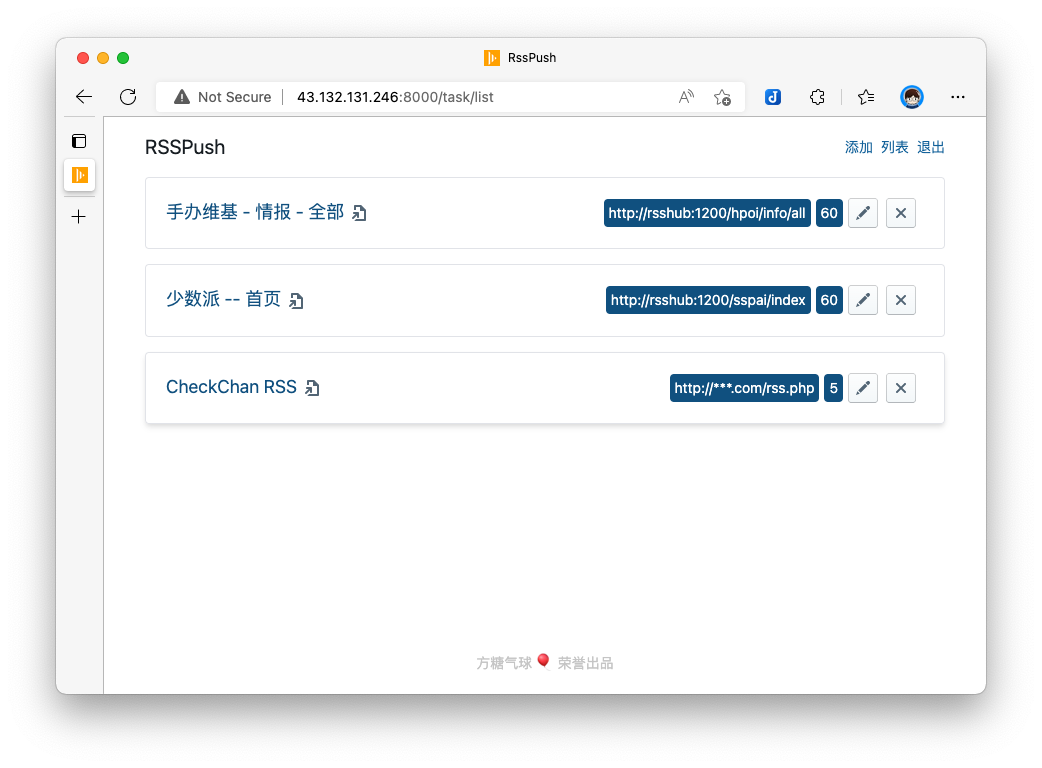 RssPush
Not Secure 43.132.131.246:8000/task/list
RSSPush
添加 列表 退出
手办维基 - 情报 - 全部 http://rsshub:1200/hpoi/info/all 60
少数派 -- 首页 http://rsshub:1200/sspai/index 60
CheckChan RSS http://***.com/rss.php 5
方糖气球🎈 荣誉出品